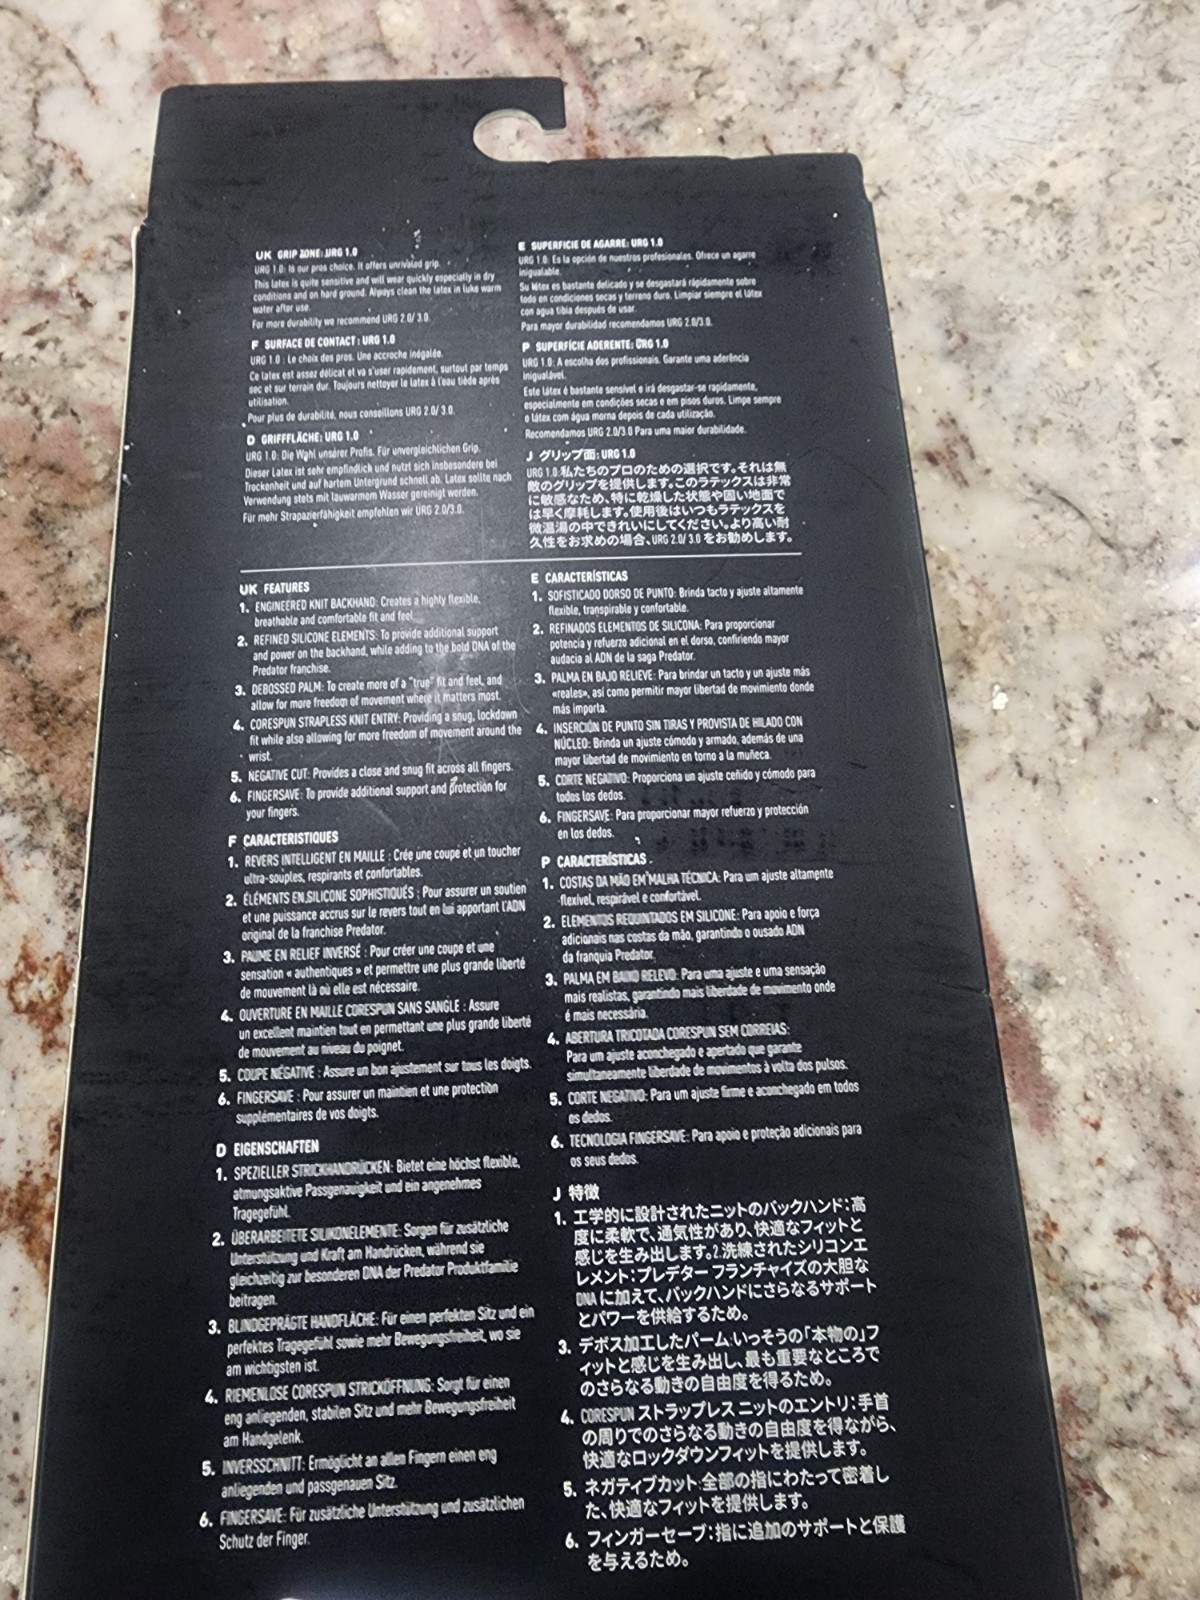 UK GRIP ZONE: URG 1.0
URG 1.0: Is our pros choice. It offers unrivaled grip.
This latex is quite sensitive and will wear quickly especially in dry
conditions and on hard ground. Always clean the latex in luke warm
water after use.
For more durability we recommend URG 2.0/ 3.0.
F SURFACE DE CONTACT : URG 1.0
URG 1.0 : Le choix des pros. Une accroche inégalée.
Ce latex est assez délicat et va s'user rapidement, surtout par temps
sec et sur terrain dur. Toujours nettoyer le latex à l'eau tiède après
utilisation.
Pour plus de durabilité, nous conseillons URG 2.0/ 3.0.
D GRIFFFLÄCHE: URG 1.0
URG 1.0: Die Wahl unserer Profis. Für unvergleichlichen Grip.
Dieser Latex ist sehr empfindlich und nutzt sich insbesondere bei
Trockenheit und auf hartem Untergrund schnell ab. Latex sollte nach
Verwendung stets mit lauwarmem Wasser gereinigt werden.
Für mehr Strapazierfähigkeit empfehlen wir URG 2.0/3.0.
E SUPERFICIE DE AGARRE: URG 1.0
URG 1.0: Es la opción de nuestros profesionales. Ofrece un agarre
inigualable.
Su látex es bastante delicado y se desgastará rápidamente sobre
todo en condiciones secas y terreno duro. Limpiar siempre el látex
con agua tibia después de usar.
Para mayor durabilidad recomendamos URG 2.0/3.0.
P SUPERFÍCIE ADERENTE: URG 1.0
URG 1.0: A escolha dos profissionais. Garante uma aderência
inigualável.
Este látex é bastante sensível e irá desgastar-se rapidamente,
especialmente em condições secas e em pisos duros. Limpe sempre
o látex com água morna depois de cada utilização.
Recomendamos URG 2.0/3.0 Para uma maior durabilidade.
J グリップ面: URG 1.0
URG 1.0:私たちのプロのための選択です。それは無
敵のグリップを提供します。このラテックスは非常
に敏感なため、特に乾燥した状態や固い地面で
は早く摩耗します。使用後はいつもラテックスを
微温湯の中できれいにしてください。より高い耐
久性をお求めの場合、URG 2.0/ 3.0 をお勧めします。
UK FEATURES
1. ENGINEERED KNIT BACKHAND: Creates a highly flexible,
breathable and comfortable fit and feel.
2. REFINED SILICONE ELEMENTS: To provide additional support
and power on the backhand, while adding to the bold DNA of the
Predator franchise.
3. DEBOSSED PALM: To create more of a "true" fit and feel, and
allow for more freedom of movement where it matters most.
4. CORESPUN STRAPLESS KNIT ENTRY: Providing a snug, lockdown
fit while also allowing for more freedom of movement around the
wrist.
5. NEGATIVE CUT: Provides a close and snug fit across all fingers.
6. FINGERSAVE: To provide additional support and protection for
your fingers.
F CARACTERISTIQUES
1. REVERS INTELLIGENT EN MAILLE : Crée une coupe et un toucher
ultra-souples, respirants et confortables.
2. ÉLÉMENTS EN SILICONE SOPHISTIQUÉS : Pour assurer un soutien
et une puissance accrus sur le revers tout en lui apportant l'ADN
original de la franchise Predator.
3. PAUME EN RELIEF INVERSÉ : Pour créer une coupe et une
sensation « authentiques » et permettre une plus grande liberté
de mouvement là où elle est nécessaire.
4. OUVERTURE EN MAILLE CORESPUN SANS SANGLE : Assure
un excellent maintien tout en permettant une plus grande liberté
de mouvement au niveau du poignet.
5. COUPE NÉGATIVE : Assure un bon ajustement sur tous les doigts.
6. FINGERSAVE : Pour assurer un maintien et une protection
supplémentaires de vos doigts.
D EIGENSCHAFTEN
1. SPEZIELLER STRICKHANDRÜCKEN: Bietet eine höchst flexible,
atmungsaktive Passgenauigkeit und ein angenehmes
Tragegefühl.
2. ÜBERARBEITETE SILIKONELEMENTE: Sorgen für zusätzliche
Unterstützung und Kraft am Handrücken, während sie
gleichzeitig zur besonderen DNA der Predator Produktfamilie
beitragen.
3. BLINDGEPRÄGTE HANDFLÄCHE: Für einen perfekten Sitz und ein
perfektes Tragegefühl sowie mehr Bewegungsfreiheit, wo sie
am wichtigsten ist.
4. RIEMENLOSE CORESPUN STRICKÖFFNUNG: Sorgt für einen
eng anliegenden, stabilen Sitz und mehr Bewegungsfreiheit
am Handgelenk.
5. INVERSSCHNITT: Ermöglicht an allen Fingern einen eng
anliegenden und passgenauen Sitz.
6. FINGERSAVE: Für zusätzliche Unterstützung und zusätzlichen
Schutz der Finger.
E CARACTERÍSTICAS
1. SOFISTICADO DORSO DE PUNTO: Brinda tacto y ajuste altamente
flexible, transpirable y confortable.
2. REFINADOS ELEMENTOS DE SILICONA: Para proporcionar
potencia y refuerzo adicional en el dorso, confiriendo mayor
audacia al ADN de la saga Predator.
3. PALMA EN BAJO RELIEVE: Para brindar un tacto y un ajuste más
«reales», así como permitir mayor libertad de movimiento donde
más importa.
4. INSERCIÓN DE PUNTO SIN TIRAS Y PROVISTA DE HILADO CON
NÚCLEO: Brinda un ajuste cómodo y armado, además de una
mayor libertad de movimiento en torno a la muñeca.
5. CORTE NEGATIVO: Proporciona un ajuste ceñido y cómodo para
todos los dedos.
6. FINGERSAVE: Para proporcionar mayor refuerzo y protección
en los dedos.
P CARACTERÍSTICAS
1. COSTAS DA MÃO EM MALHA TÉCNICA: Para um ajuste altamente
flexível, respirável e confortável.
2. ELEMENTOS REQUINTADOS EM SILICONE: Para apoio e força
adicionais nas costas da mão, garantindo o ousado ADN
da franquia Predator.
3. PALMA EM BAIXO RELEVO: Para uma ajuste e uma sensação
mais realistas, garantindo mais liberdade de movimento onde
é mais necessária.
4. ABERTURA TRICOTADA CORESPUN SEM CORREIAS:
Para um ajuste aconchegado e apertado que garante
simultaneamente liberdade de movimentos à volta dos pulsos.
5. CORTE NEGATIVO: Para um ajuste firme e aconchegado em todos
os dedos.
6. TECNOLOGIA FINGERSAVE: Para apoio e proteção adicionais para
os seus dedos.
J 特徴
1. 工学的に設計されたニットのバックハンド：高
度に柔軟で、通気性があり、快適なフィットと
感じを生み出します。2.洗練されたシリコンエ
レメント：プレデター フランチャイズの大胆な
DNA に加えて、バックハンドにさらなるサポート
とパワーを供給するため。
3. デボス加工したパーム:いっそうの「本物の」フ
ィットと感じを生み出し、最も重要なところで
のさらなる動きの自由度を得るため。
4. CORESPUN ストラップレス ニットのエントリ：手首
の周りでのさらなる動きの自由度を得ながら、
快適なロックダウンフィットを提供します。
5. ネガティブカット:全部の指にわたって密着し
た、快適なフィットを提供します。
6. フィンガーセーブ：指に追加のサポートと保護
を与えるため。